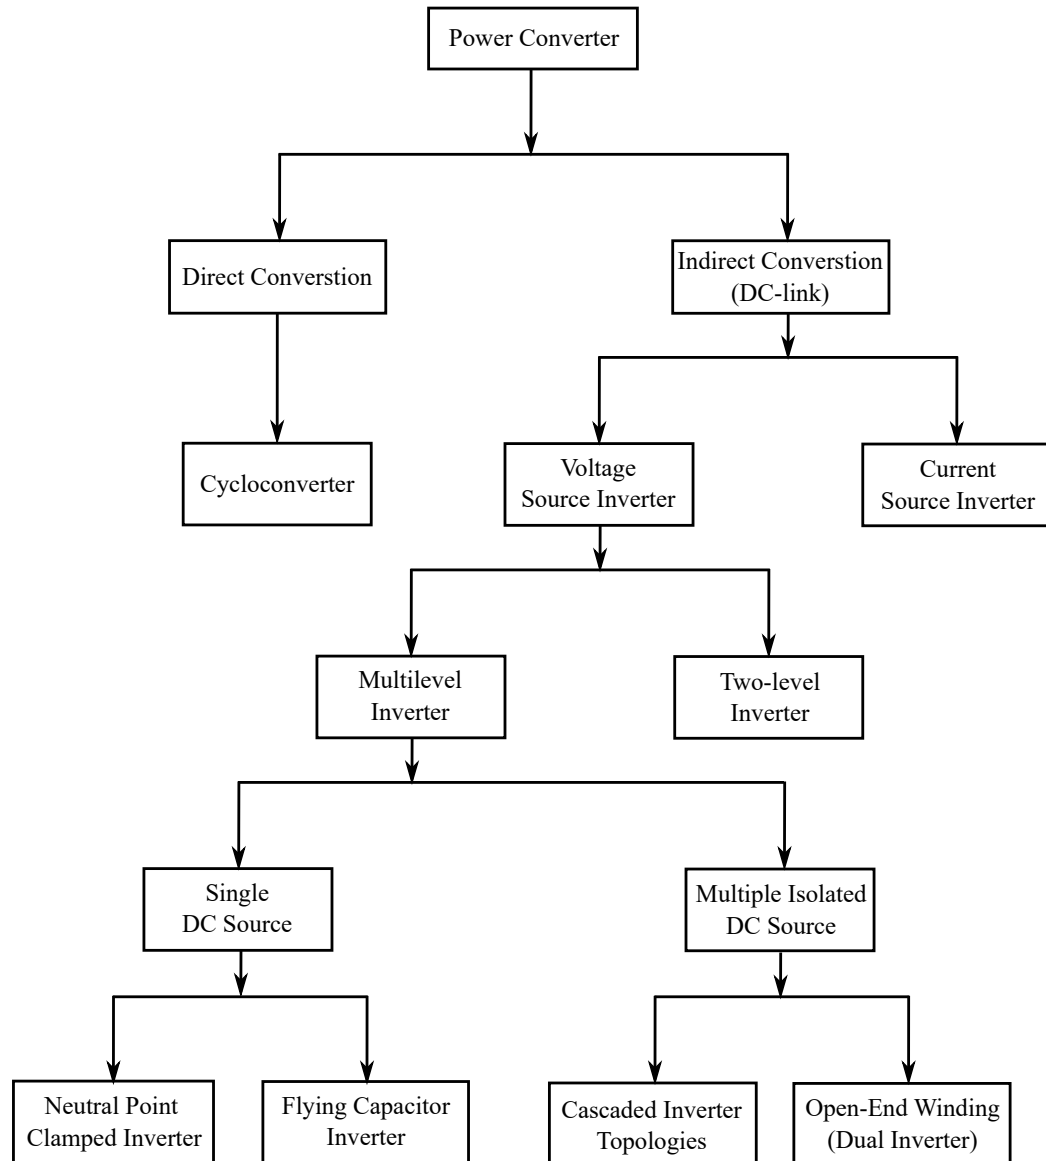 Power Converter
Direct Converstion
Indirect Converstion
(DC-link)
Cycloconverter
Voltage
Source Inverter
Current
Source Inverter
Multilevel
Inverter
Two-level
Inverter
Single
DC Source
Multiple Isolated
DC Source
Neutral Point
Clamped Inverter
Flying Capacitor
Inverter
Cascaded Inverter
Topologies
Open-End Winding
(Dual Inverter)